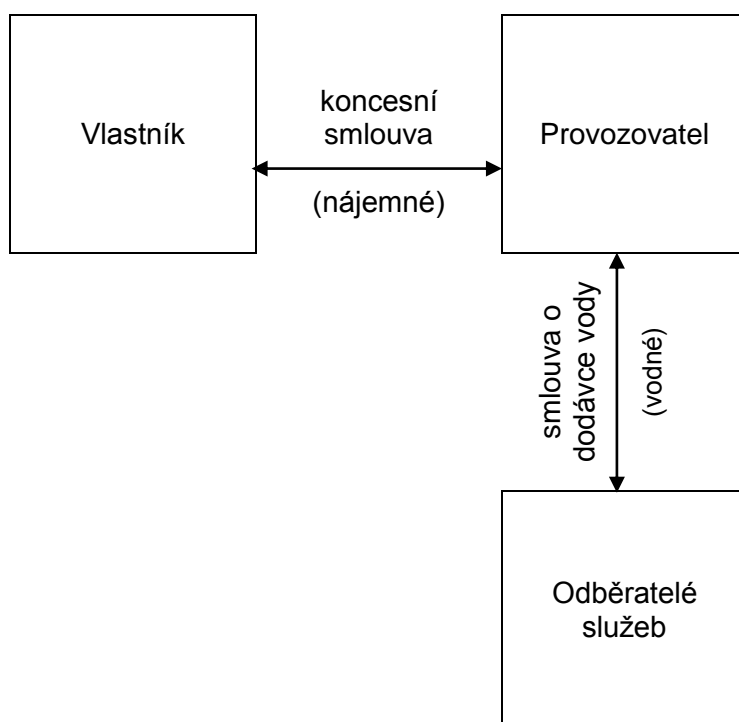 Vlastník
koncesní
smlouva
(nájemné)
Provozovatel
smlouva o
dodávce vody
(vodné)
Odběratelé
služeb